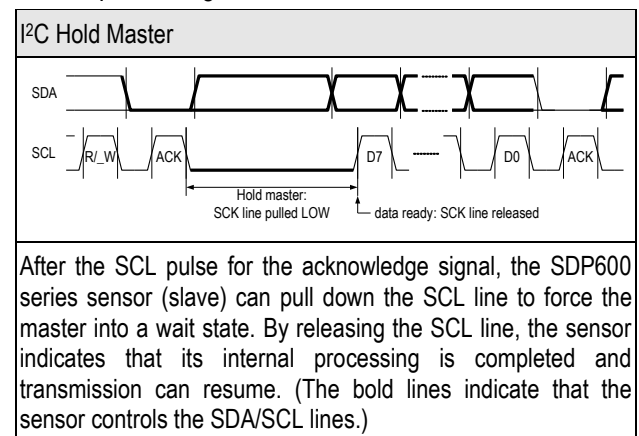 I²C Hold Master
SDA
SCL R/_W ACK D7 D0 ACK
Hold master:
SCK line pulled LOW data ready: SCK line released
After the SCL pulse for the acknowledge signal, the SDP600
series sensor (slave) can pull down the SCL line to force the
master into a wait state. By releasing the SCL line, the sensor
indicates that its internal processing is completed and
transmission can resume. (The bold lines indicate that the
sensor controls the SDA/SCL lines.)